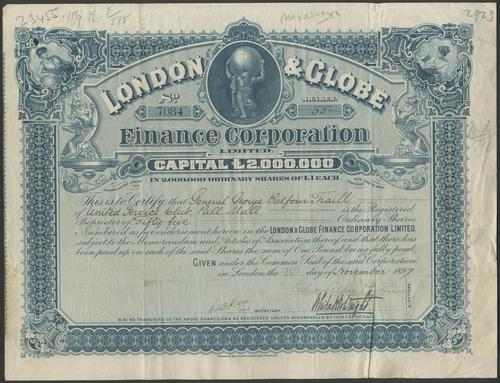 23455
2923
LONDON & GLOBE
No. SHARES.
7084 55
Finance Corporation
LIMITED.
CAPITAL £2,000,000
IN 2,000,000 ORDINARY SHARES OF £1 EACH.
This is to Certify that General George Balfour Traill
of United Service Club, Pall Mall is the Registered
Proprietor of Fifty five Ordinary Shares
Numbered as per endorsement hereon in the LONDON & GLOBE FINANCE CORPORATION LIMITED,
subject to the Memorandum and Articles of Association thereof and that there has
been paid up on each of the said Shares the sum of One Pound, being fully paid.
GIVEN under the Common Seal of the said Corporation
in London, the day of November 1897
SECRETARY.
N.B. NO TRANSFER OF THE ABOVE SHARES CAN BE REGISTERED UNLESS ACCOMPANIED BY THIS CERTIFICATE.